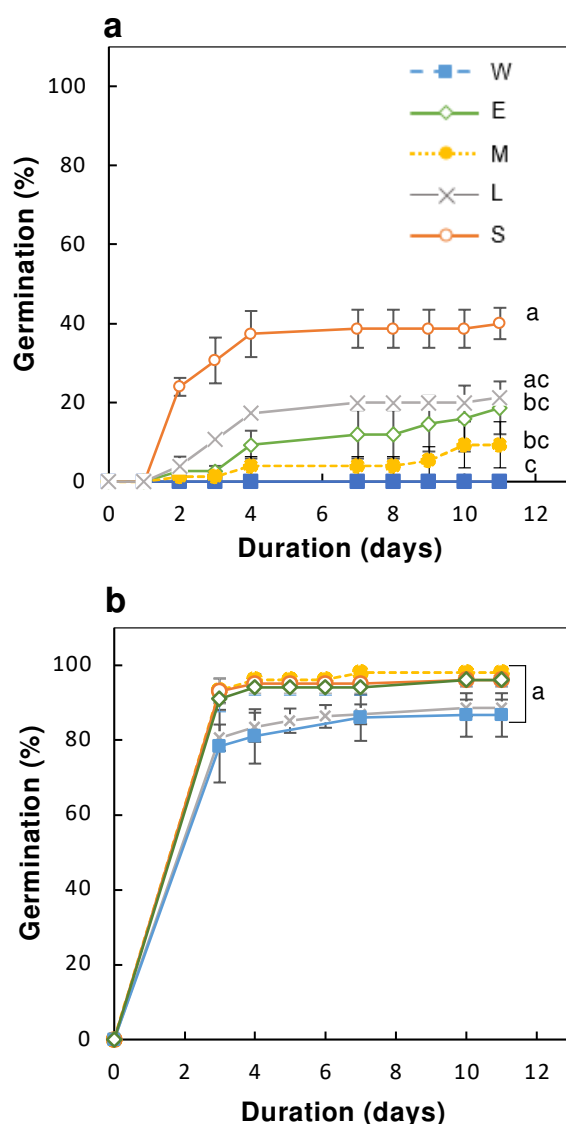 a
100
80
60
40
20
0
Germination (%)
W
E
M
L
S
a
ac
bc
bc
c
0 2 4 6 8 10 12
Duration (days)
b
100
80
60
40
20
0
Germination (%)
a
0 2 4 6 8 10 12
Duration (days)